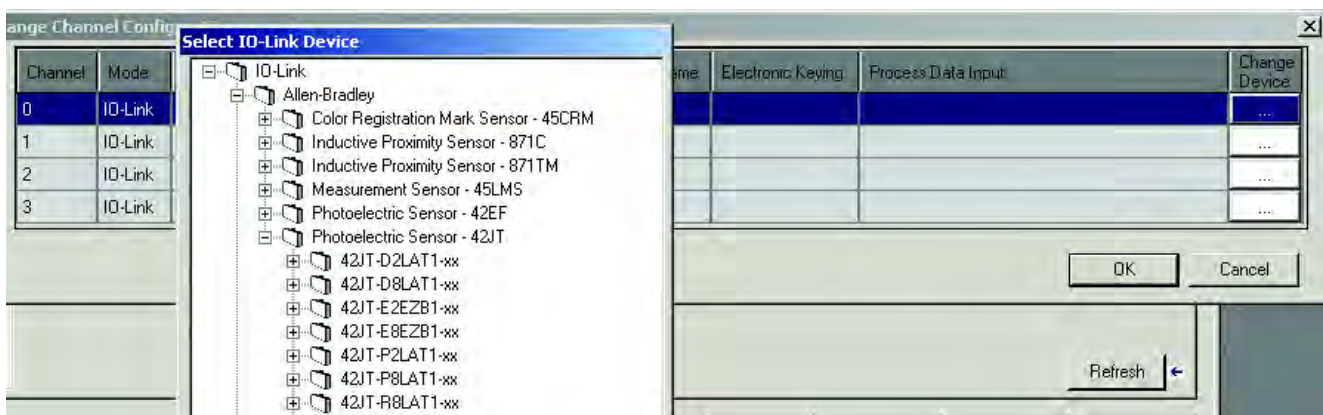 ange Channel Config
Select IO-Link Device
Channel Mode ame Electronic Keying Process Data Input Change Device
0 IO-Link ...
1 IO-Link ...
2 IO-Link ...
3 IO-Link ...
IO-Link
Allen-Bradley
Color Registration Mark Sensor - 45CRM
Inductive Proximity Sensor - 871C
Inductive Proximity Sensor - 871TM
Measurement Sensor - 45LMS
Photoelectric Sensor - 42EF
Photoelectric Sensor - 42JT
42JT-D2LAT1-xx
42JT-D8LAT1-xx
42JT-E2EZB1-xx
42JT-E8EZB1-xx
42JT-P2LAT1-xx
42JT-P8LAT1-xx
42JT-R8LAT1-xx
OK Cancel
Refresh